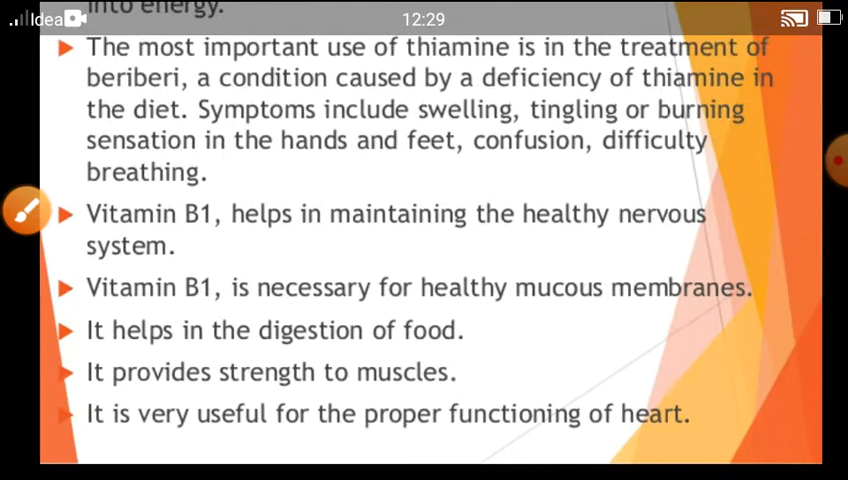 into energy.
Idea
12:29
The most important use of thiamine is in the treatment of
beriberi, a condition caused by a deficiency of thiamine in
the diet. Symptoms include swelling, tingling or burning
sensation in the hands and feet, confusion, difficulty
breathing.
Vitamin B1, helps in maintaining the healthy nervous
system.
Vitamin B1, is necessary for healthy mucous membranes.
It helps in the digestion of food.
It provides strength to muscles.
It is very useful for the proper functioning of heart.